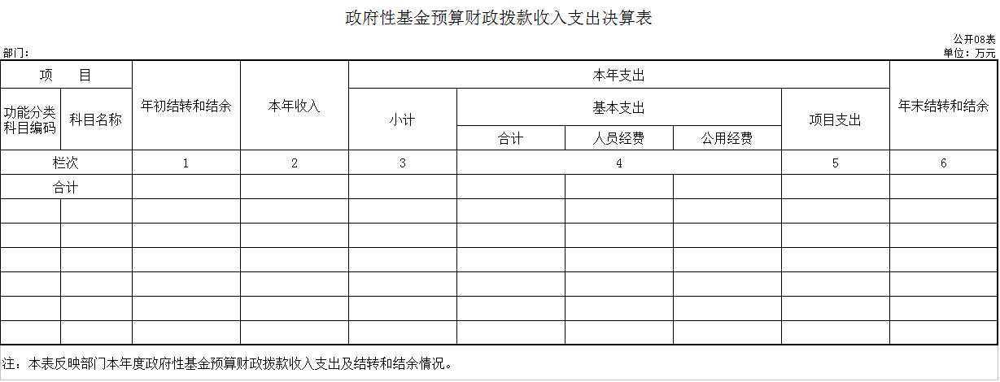 政府性基金预算财政拨款收入支出决算表
公开08表
部门：
单位：万元
项 目
年初结转和结余
本年收入
本年支出
年末结转和结余
功能分类
科目编码
科目名称
小计
基本支出
项目支出
合计
人员经费
公用经费
栏次
1
2
3
4
5
6
合计
注：本表反映部门本年度政府性基金预算财政拨款收入支出及结转和结余情况。